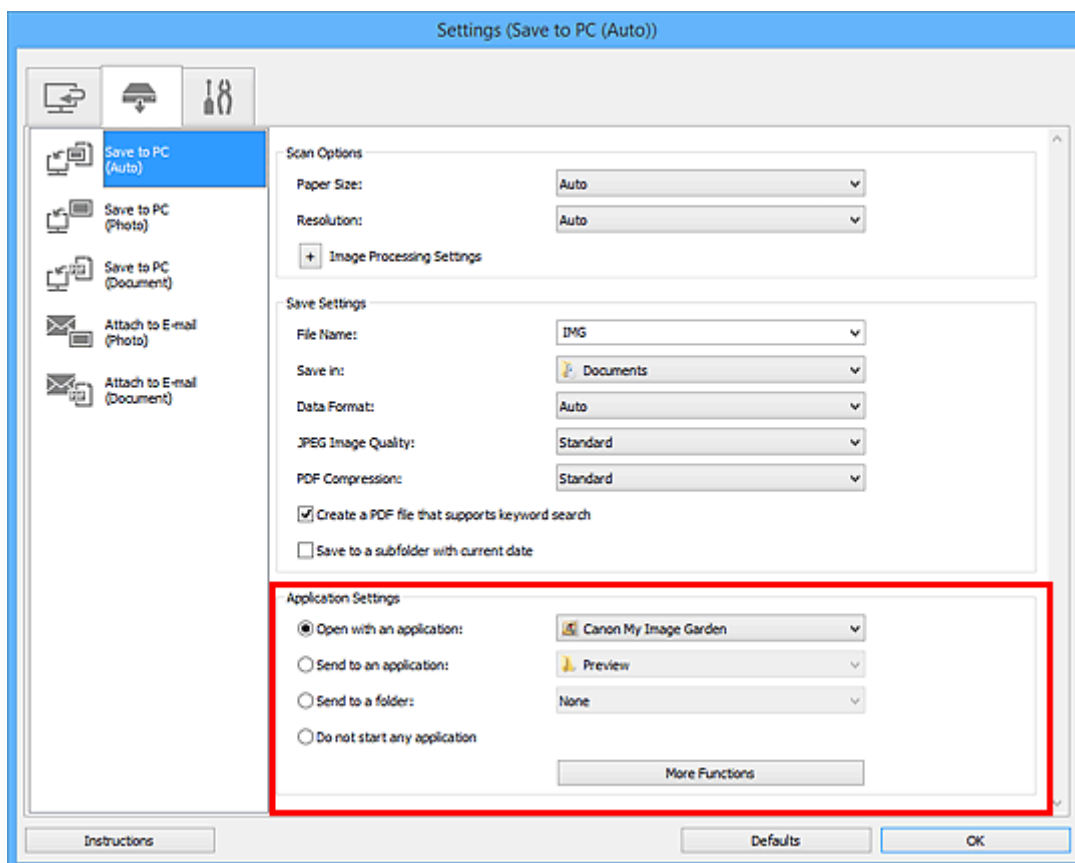 Settings (Save to PC (Auto))
Save to PC
(Auto)
Save to PC
(Photo)
Save to PC
(Document)
Attach to E-mail
(Photo)
Attach to E-mail
(Document)
Scan Options
Paper Size: Auto
Resolution: Auto
+ Image Processing Settings
Save Settings
File Name: IMG
Save in: Documents
Data Format: Auto
JPEG Image Quality: Standard
PDF Compression: Standard
Create a PDF file that supports keyword search
Save to a subfolder with current date
Application Settings
Open with an application: Canon My Image Garden
Send to an application: Preview
Send to a folder: None
Do not start any application
More Functions
Instructions Defaults OK